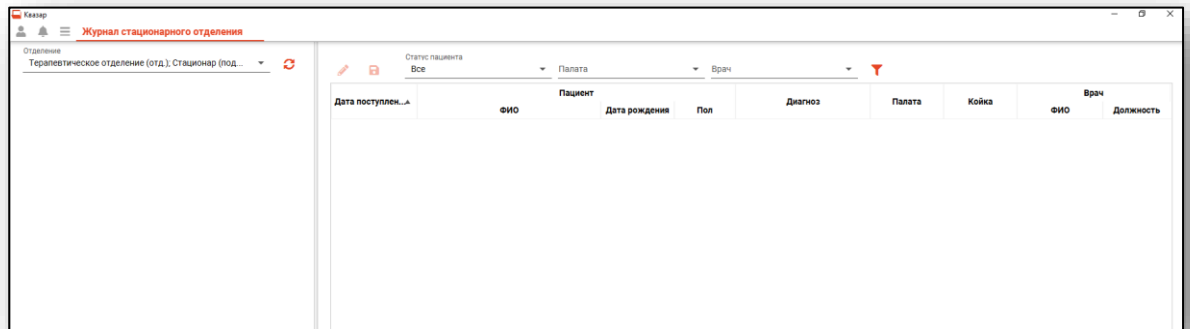 Квазар
Журнал стационарного отделения
Отделение
Терапевтическое отделение (отд.); Стационар (под...
Статус пациента
Все
Палата
Врач
Дата поступлен...
Пациент
ФИО
Дата рождения
Пол
Диагноз
Палата
Койка
Врач
ФИО
Должность